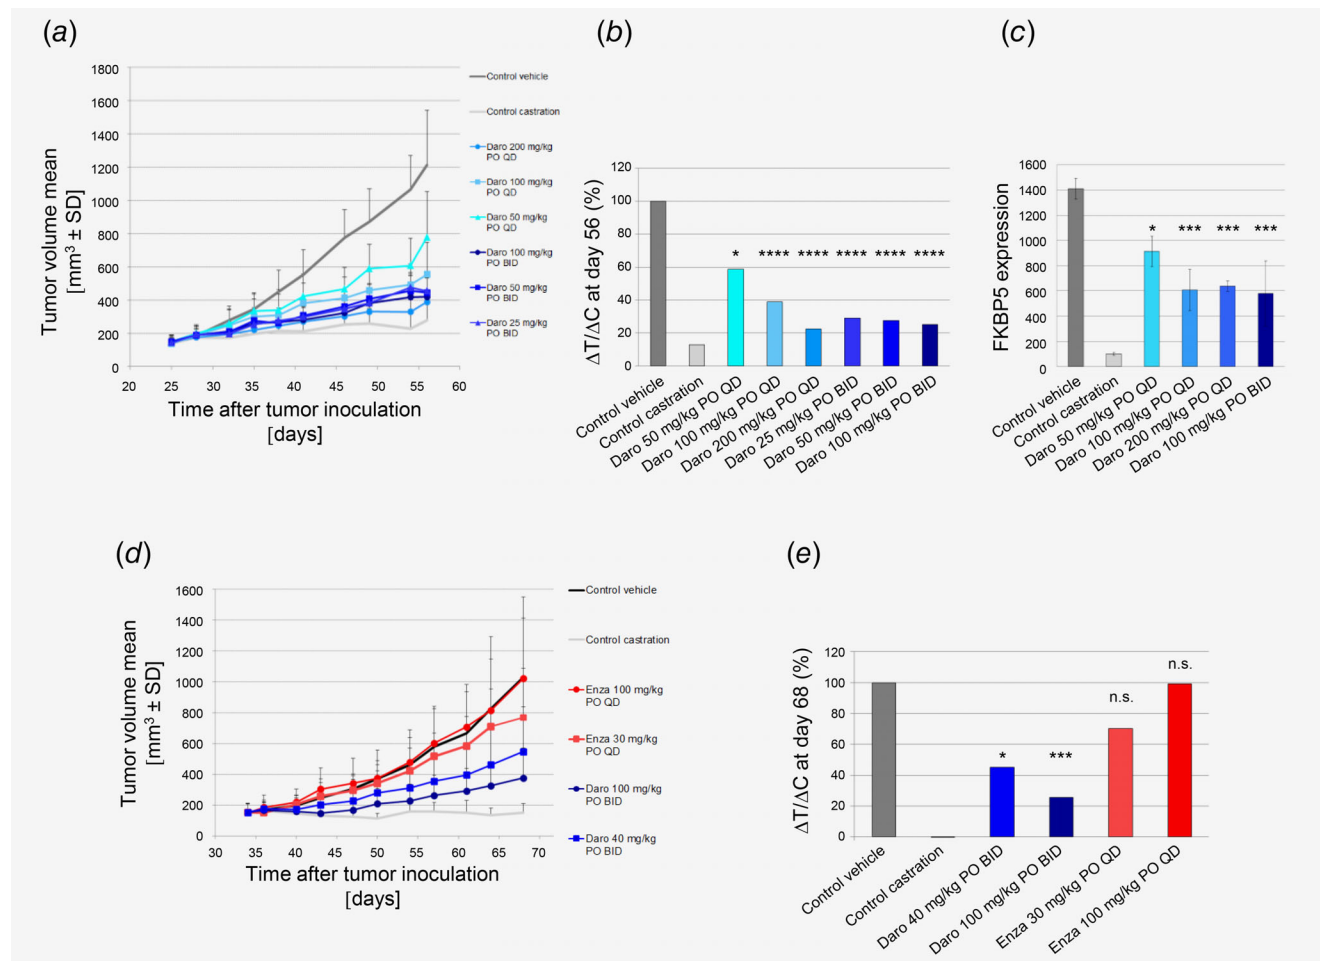 (a)
Tumor volume mean
[mm³ ± SD]
1800
1600
1400
1200
1000
800
600
400
200
0
20 25 30 35 40 45 50 55 60
Time after tumor inoculation
[days]
Control vehicle
Control castration
Daro 200 mg/kg
PO QD
Daro 100 mg/kg
PO QD
Daro 50 mg/kg
PO QD
Daro 100 mg/kg
PO BID
Daro 50 mg/kg
PO BID
Daro 25 mg/kg
PO BID
(b)
ΔT/ΔC at day 56 (%)
120
100
80
60
40
20
0
* **** **** **** **** ****
Control vehicle
Control castration
Daro 50 mg/kg PO QD
Daro 100 mg/kg PO QD
Daro 200 mg/kg PO QD
Daro 25 mg/kg PO BID
Daro 50 mg/kg PO BID
Daro 100 mg/kg PO BID
(c)
FKBP5 expression
1600
1400
1200
1000
800
600
400
200
0
* *** *** ***
Control vehicle
Control castration
Daro 50 mg/kg PO QD
Daro 100 mg/kg PO QD
Daro 200 mg/kg PO QD
Daro 100 mg/kg PO BID
(d)
Tumor volume mean
[mm³ ± SD]
1600
1400
1200
1000
800
600
400
200
0
30 35 40 45 50 55 60 65 70
Time after tumor inoculation
[days]
Control vehicle
Control castration
Enza 100 mg/kg
PO QD
Enza 30 mg/kg
PO QD
Daro 100 mg/kg
PO BID
Daro 40 mg/kg
PO BID
(e)
ΔT/ΔC at day 68 (%)
120
100
80
60
40
20
0
* *** n.s. n.s.
Control vehicle
Control castration
Daro 40 mg/kg PO BID
Daro 100 mg/kg PO BID
Enza 30 mg/kg PO QD
Enza 100 mg/kg PO QD